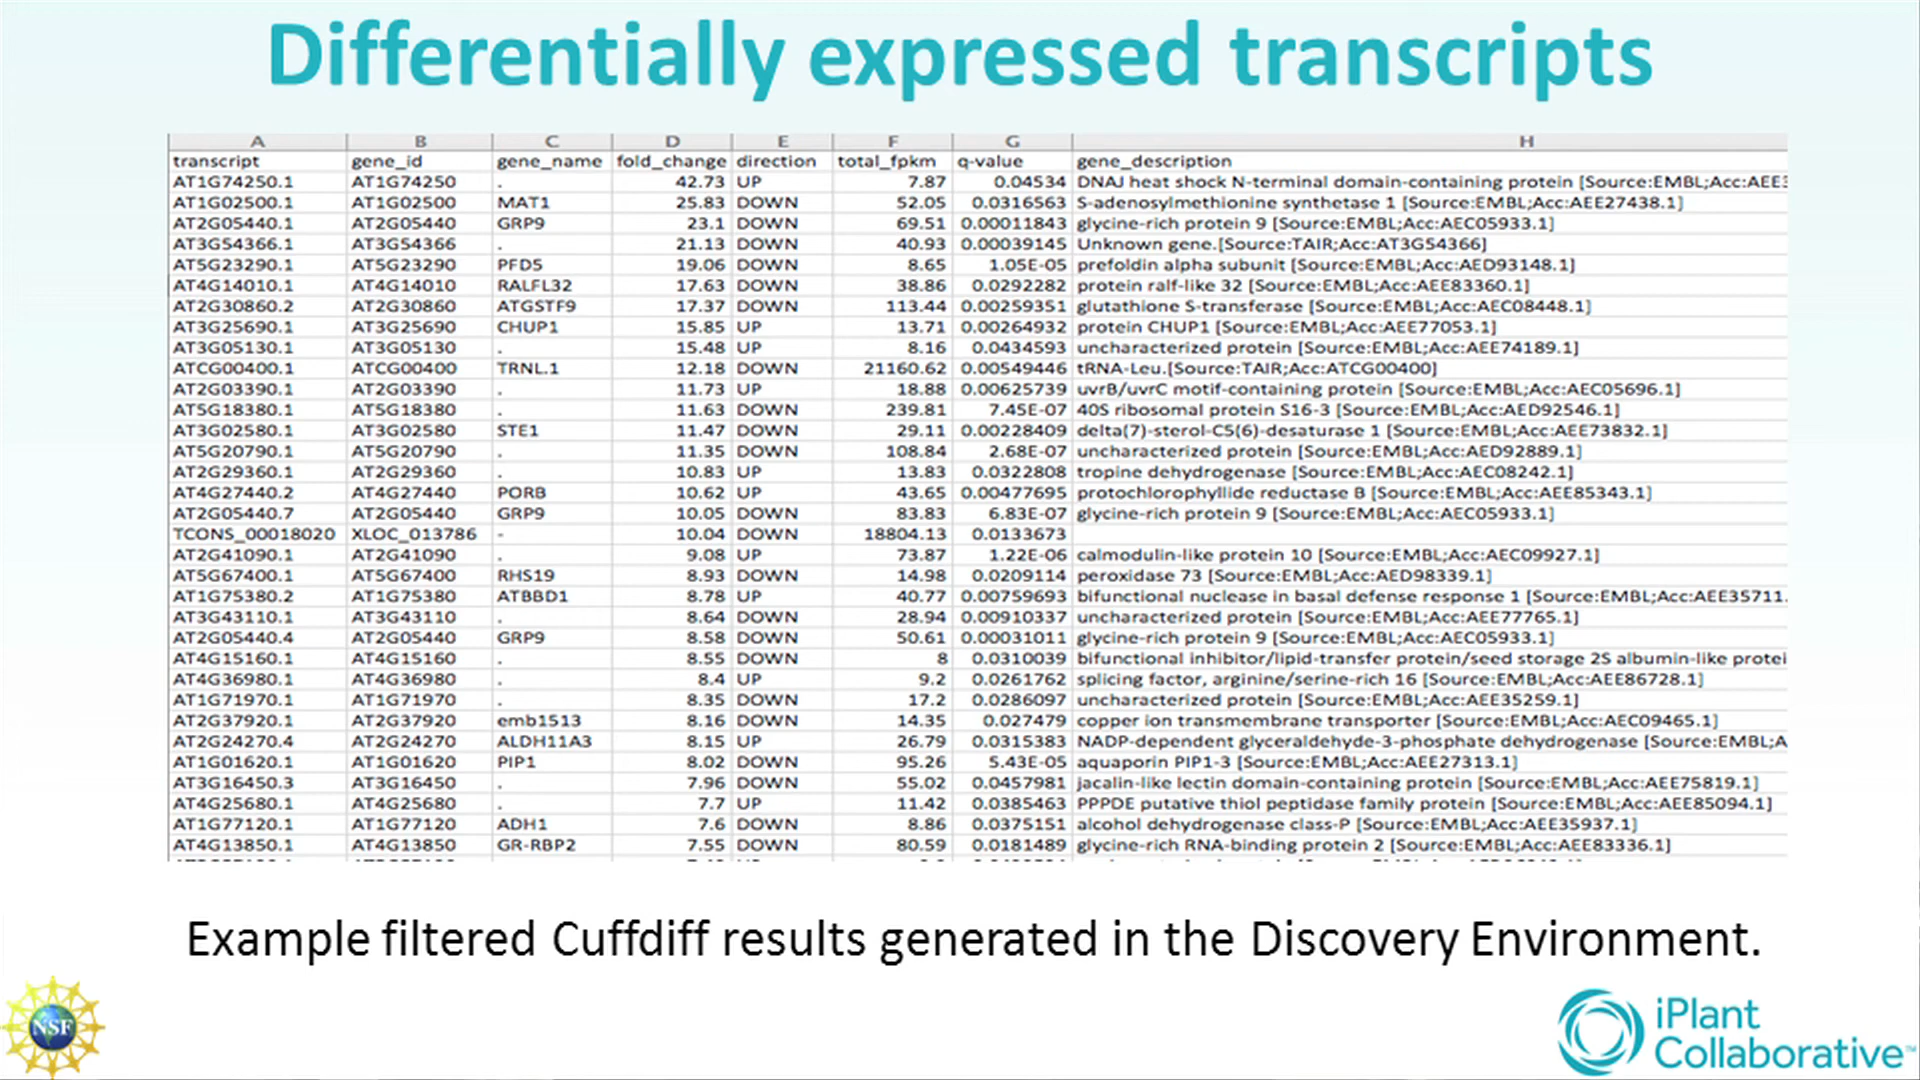 Differentially expressed transcripts
A B C D E F G H
transcript gene_id gene_name fold_change direction total_fpkm q-value gene_description
AT1G74250.1 AT1G74250 . 42.73 UP 7.87 0.04534 DNAJ heat shock N-terminal domain-containing protein [Source:EMBL;Acc:AEE3
AT1G02500.1 AT1G02500 MAT1 25.83 DOWN 52.05 0.0316563 S-adenosylmethionine synthetase 1 [Source:EMBL;Acc:AEE27438.1]
AT2G05440.1 AT2G05440 GRP9 23.1 DOWN 69.51 0.00011843 glycine-rich protein 9 [Source:EMBL;Acc:AEC05933.1]
AT3G54366.1 AT3G54366 . 21.13 DOWN 40.93 0.00039145 Unknown gene.[Source:TAIR;Acc:AT3G54366]
AT5G23290.1 AT5G23290 PFD5 19.06 DOWN 8.65 1.05E-05 prefoldin alpha subunit [Source:EMBL;Acc:AED93148.1]
AT4G14010.1 AT4G14010 RALFL32 17.63 DOWN 38.86 0.0292282 protein ralf-like 32 [Source:EMBL;Acc:AEE83360.1]
AT2G30860.2 AT2G30860 ATGSTF9 17.37 DOWN 113.44 0.00259351 glutathione S-transferase [Source:EMBL;Acc:AEC08448.1]
AT3G25690.1 AT3G25690 CHUP1 15.85 UP 13.71 0.00264932 protein CHUP1 [Source:EMBL;Acc:AEE77053.1]
AT3G05130.1 AT3G05130 . 15.48 UP 8.16 0.0434593 uncharacterized protein [Source:EMBL;Acc:AEE74189.1]
ATCG00400.1 ATCG00400 TRNL.1 12.18 DOWN 21160.62 0.00549446 tRNA-Leu.[Source:TAIR;Acc:ATCG00400]
AT2G03390.1 AT2G03390 . 11.73 UP 18.88 0.00625739 uvrB/uvrC motif-containing protein [Source:EMBL;Acc:AEC05696.1]
AT5G18380.1 AT5G18380 . 11.63 DOWN 239.81 7.45E-07 40S ribosomal protein S16-3 [Source:EMBL;Acc:AED92546.1]
AT3G02580.1 AT3G02580 STE1 11.47 DOWN 29.11 0.00228409 delta(7)-sterol-C5(6)-desaturase 1 [Source:EMBL;Acc:AEE73832.1]
AT5G20790.1 AT5G20790 . 11.35 DOWN 108.84 2.68E-07 uncharacterized protein [Source:EMBL;Acc:AED92889.1]
AT2G29360.1 AT2G29360 . 10.83 UP 13.83 0.0322808 tropine dehydrogenase [Source:EMBL;Acc:AEC08242.1]
AT4G27440.2 AT4G27440 PORB 10.62 UP 43.65 0.00477695 protochlorophyllide reductase B [Source:EMBL;Acc:AEE85343.1]
AT2G05440.7 AT2G05440 GRP9 10.05 DOWN 83.83 6.83E-07 glycine-rich protein 9 [Source:EMBL;Acc:AEC05933.1]
TCONS_00018020 XLOC_013786 - 10.04 DOWN 18804.13 0.0133673
AT2G41090.1 AT2G41090 . 9.08 UP 73.87 1.22E-06 calmodulin-like protein 10 [Source:EMBL;Acc:AEC09927.1]
AT5G67400.1 AT5G67400 RHS19 8.93 DOWN 14.98 0.0209114 peroxidase 73 [Source:EMBL;Acc:AED98339.1]
AT1G75380.2 AT1G75380 ATBBD1 8.78 UP 40.77 0.00759693 bifunctional nuclease in basal defense response 1 [Source:EMBL;Acc:AEE35711.
AT3G43110.1 AT3G43110 . 8.64 DOWN 28.94 0.00910337 uncharacterized protein [Source:EMBL;Acc:AEE77765.1]
AT2G05440.4 AT2G05440 GRP9 8.58 DOWN 50.61 0.00031011 glycine-rich protein 9 [Source:EMBL;Acc:AEC05933.1]
AT4G15160.1 AT4G15160 . 8.55 DOWN 8 0.0310039 bifunctional inhibitor/lipid-transfer protein/seed storage 2S albumin-like protei
AT4G36980.1 AT4G36980 . 8.4 UP 9.2 0.0261762 splicing factor, arginine/serine-rich 16 [Source:EMBL;Acc:AEE86728.1]
AT1G71970.1 AT1G71970 . 8.35 DOWN 17.2 0.0286097 uncharacterized protein [Source:EMBL;Acc:AEE35259.1]
AT2G37920.1 AT2G37920 emb1513 8.16 DOWN 14.35 0.027479 copper ion transmembrane transporter [Source:EMBL;Acc:AEC09465.1]
AT2G24270.4 AT2G24270 ALDH11A3 8.15 UP 26.79 0.0315383 NADP-dependent glyceraldehyde-3-phosphate dehydrogenase [Source:EMBL;A
AT1G01620.1 AT1G01620 PIP1 8.02 DOWN 95.26 5.43E-05 aquaporin PIP1-3 [Source:EMBL;Acc:AEE27313.1]
AT3G16450.3 AT3G16450 . 7.96 DOWN 55.02 0.0457981 jacalin-like lectin domain-containing protein [Source:EMBL;Acc:AEE75819.1]
AT4G25680.1 AT4G25680 . 7.7 UP 11.42 0.0385463 PPPDE putative thiol peptidase family protein [Source:EMBL;Acc:AEE85094.1]
AT1G77120.1 AT1G77120 ADH1 7.6 DOWN 8.86 0.0375151 alcohol dehydrogenase class-P [Source:EMBL;Acc:AEE35937.1]
AT4G13850.1 AT4G13850 GR-RBP2 7.55 DOWN 80.59 0.0181489 glycine-rich RNA-binding protein 2 [Source:EMBL;Acc:AEE83336.1]
Example filtered Cuffdiff results generated in the Discovery Environment.
NSF
iPlant
Collaborative™